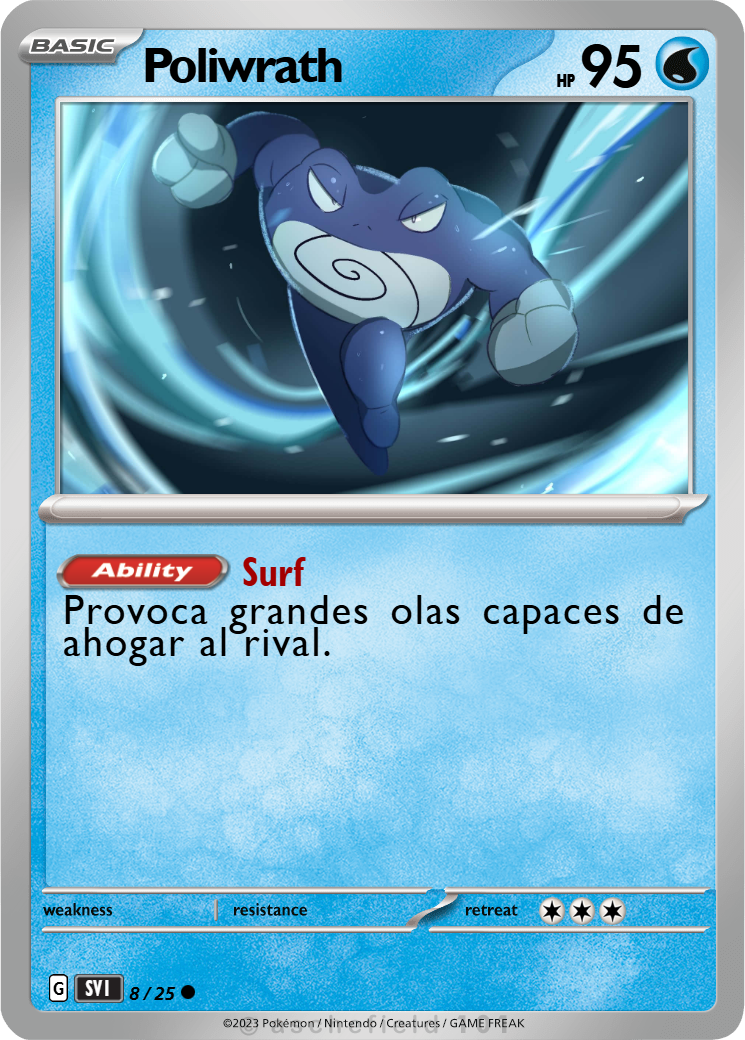 BASIC
Poliwrath
HP 95
Ability Surf
Provoca grandes olas capaces de
ahogar al rival.
weakness
resistance
retreat
G SVI 8 / 25
©2023 Pokémon / Nintendo / Creatures / GAME FREAK